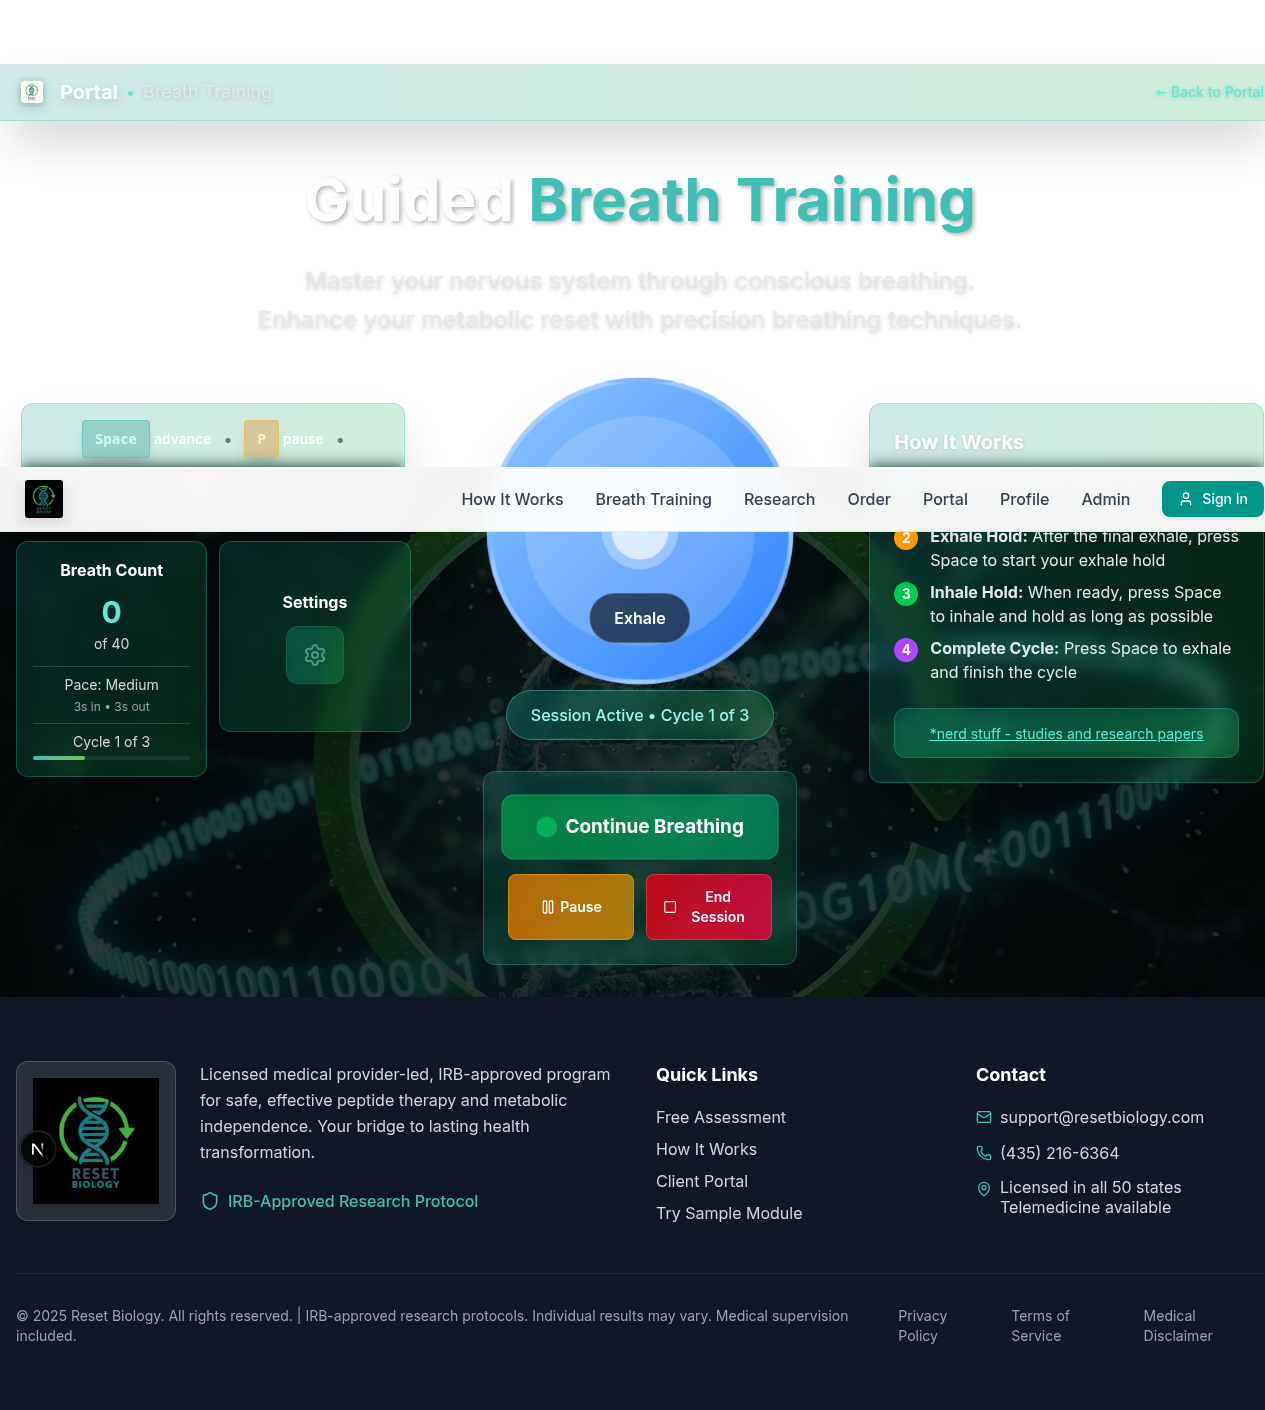 Portal • Breath Training
← Back to Portal
Guided Breath Training
Master your nervous system through conscious breathing.
Enhance your metabolic reset with precision breathing techniques.
Space advance • P pause •
How It Works
How It Works
Breath Training
Research
Order
Portal
Profile
Admin
Sign In
Breath Count
0
of 40
Pace: Medium
3s in • 3s out
Cycle 1 of 3
Settings
Exhale
Session Active • Cycle 1 of 3
Continue Breathing
Pause
End
Session
2 Exhale Hold: After the final exhale, press
Space to start your exhale hold
3 Inhale Hold: When ready, press Space
to inhale and hold as long as possible
4 Complete Cycle: Press Space to exhale
and finish the cycle
*nerd stuff - studies and research papers
RESET
BIOLOGY
Licensed medical provider-led, IRB-approved program
for safe, effective peptide therapy and metabolic
independence. Your bridge to lasting health
transformation.
IRB-Approved Research Protocol
Quick Links
Free Assessment
How It Works
Client Portal
Try Sample Module
Contact
support@resetbiology.com
(435) 216-6364
Licensed in all 50 states
Telemedicine available
© 2025 Reset Biology. All rights reserved. | IRB-approved research protocols. Individual results may vary. Medical supervision
included.
Privacy
Policy
Terms of
Service
Medical
Disclaimer